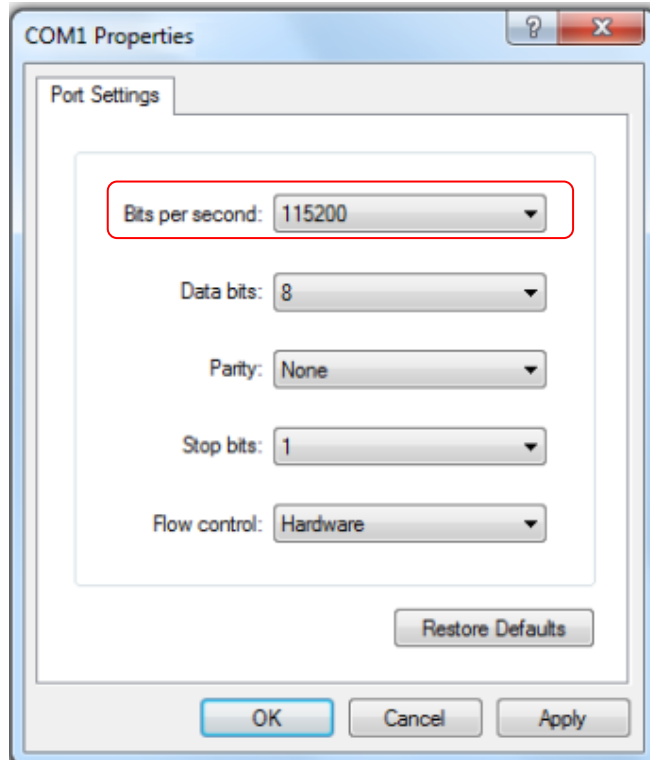 COM1 Properties
?
Port Settings
Bits per second: 115200
Data bits: 8
Parity: None
Stop bits: 1
Flow control: Hardware
Restore Defaults
OK Cancel Apply